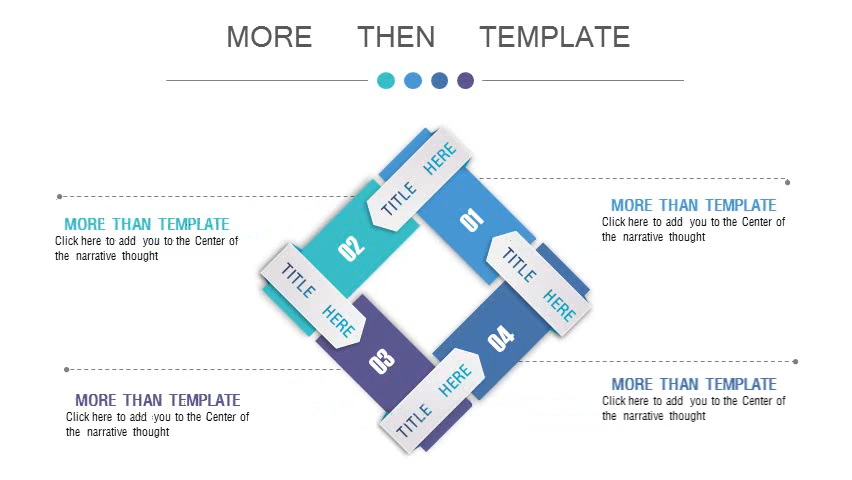 MORE THEN TEMPLATE
TITLE HERE
01
MORE THAN TEMPLATE
Click here to add you to the Center of
the narrative thought
MORE THAN TEMPLATE
Click here to add you to the Center of
the narrative thought
02
TITLE HERE
TITLE HERE
03
04
TITLE HERE
MORE THAN TEMPLATE
Click here to add you to the Center of
the narrative thought
MORE THAN TEMPLATE
Click here to add you to the Center of
the narrative thought